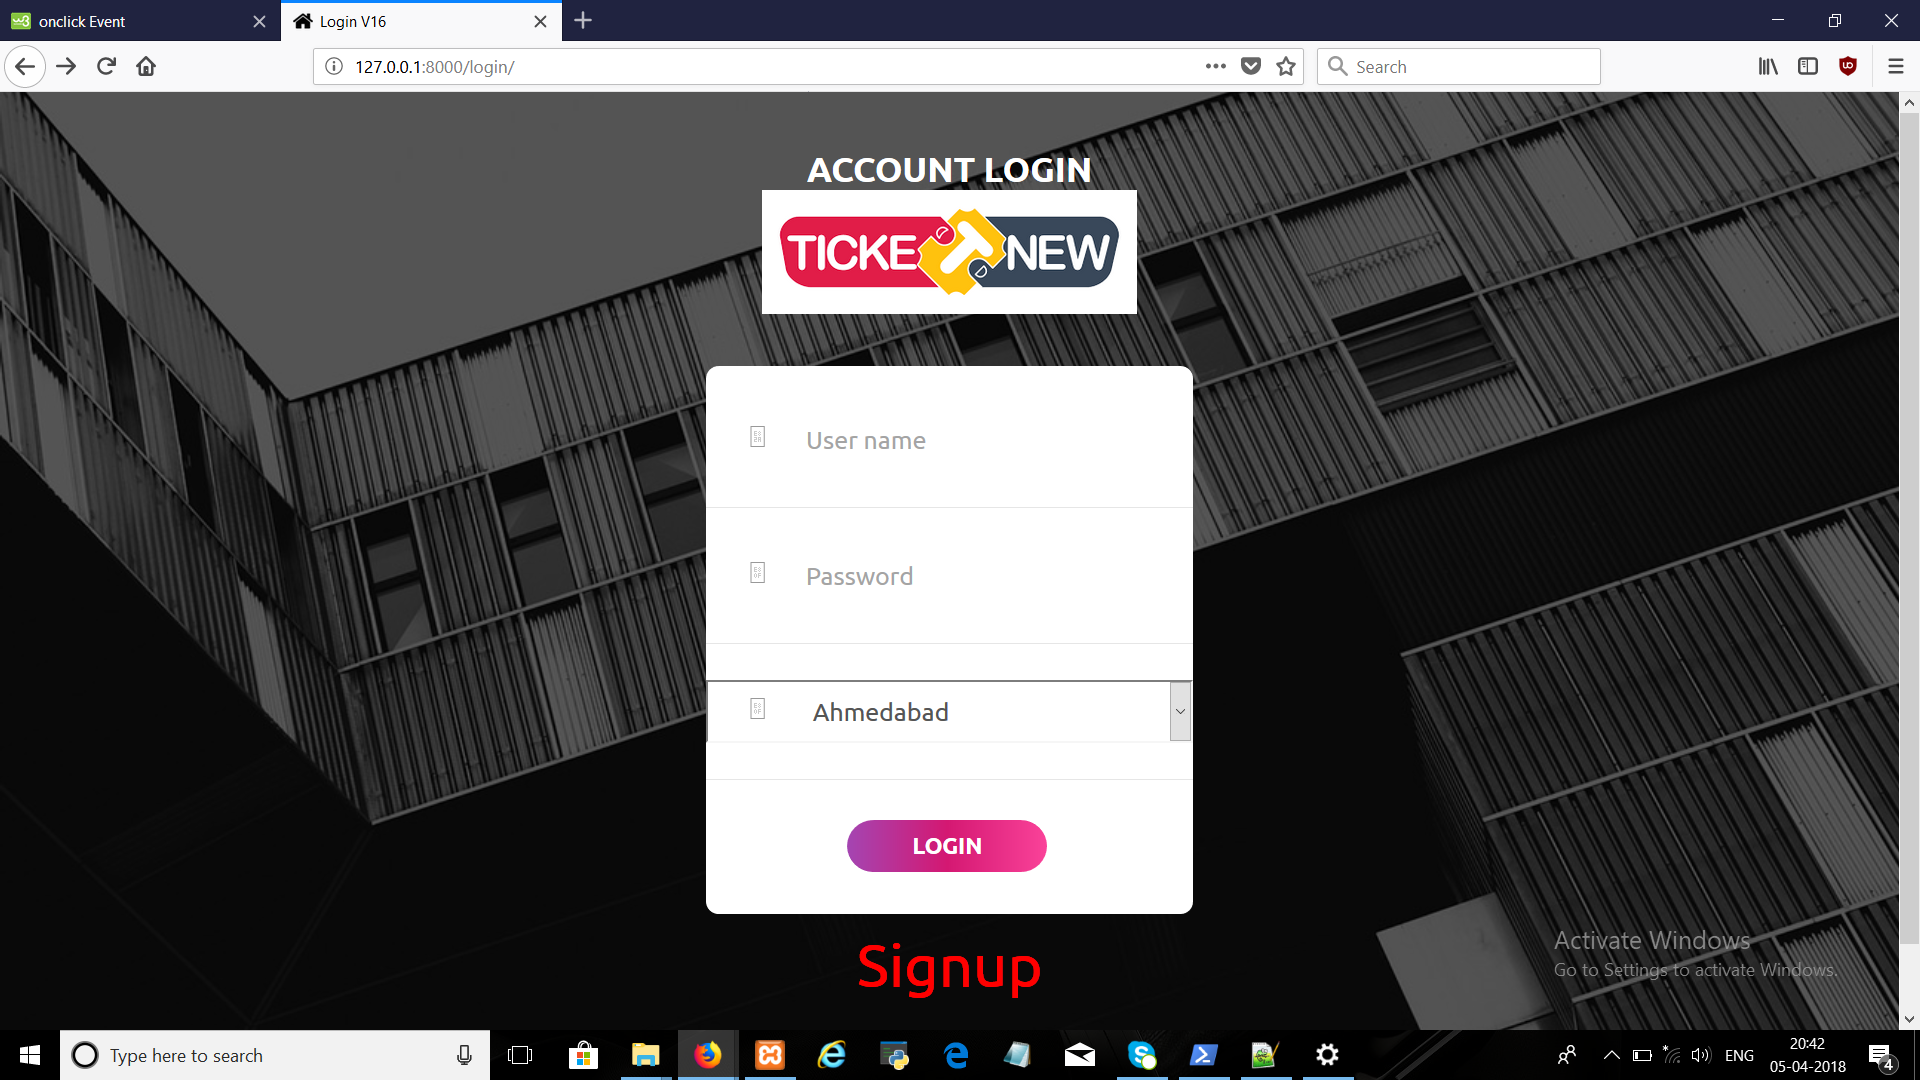 onclick Event
Login V16
127.0.0.1:8000/login/
Search
ACCOUNT LOGIN
TICKETNEW
User name
Password
Ahmedabad
LOGIN
Signup
Activate Windows
Go to Settings to activate Windows.
Type here to search
ENG
20:42
05-04-2018
4